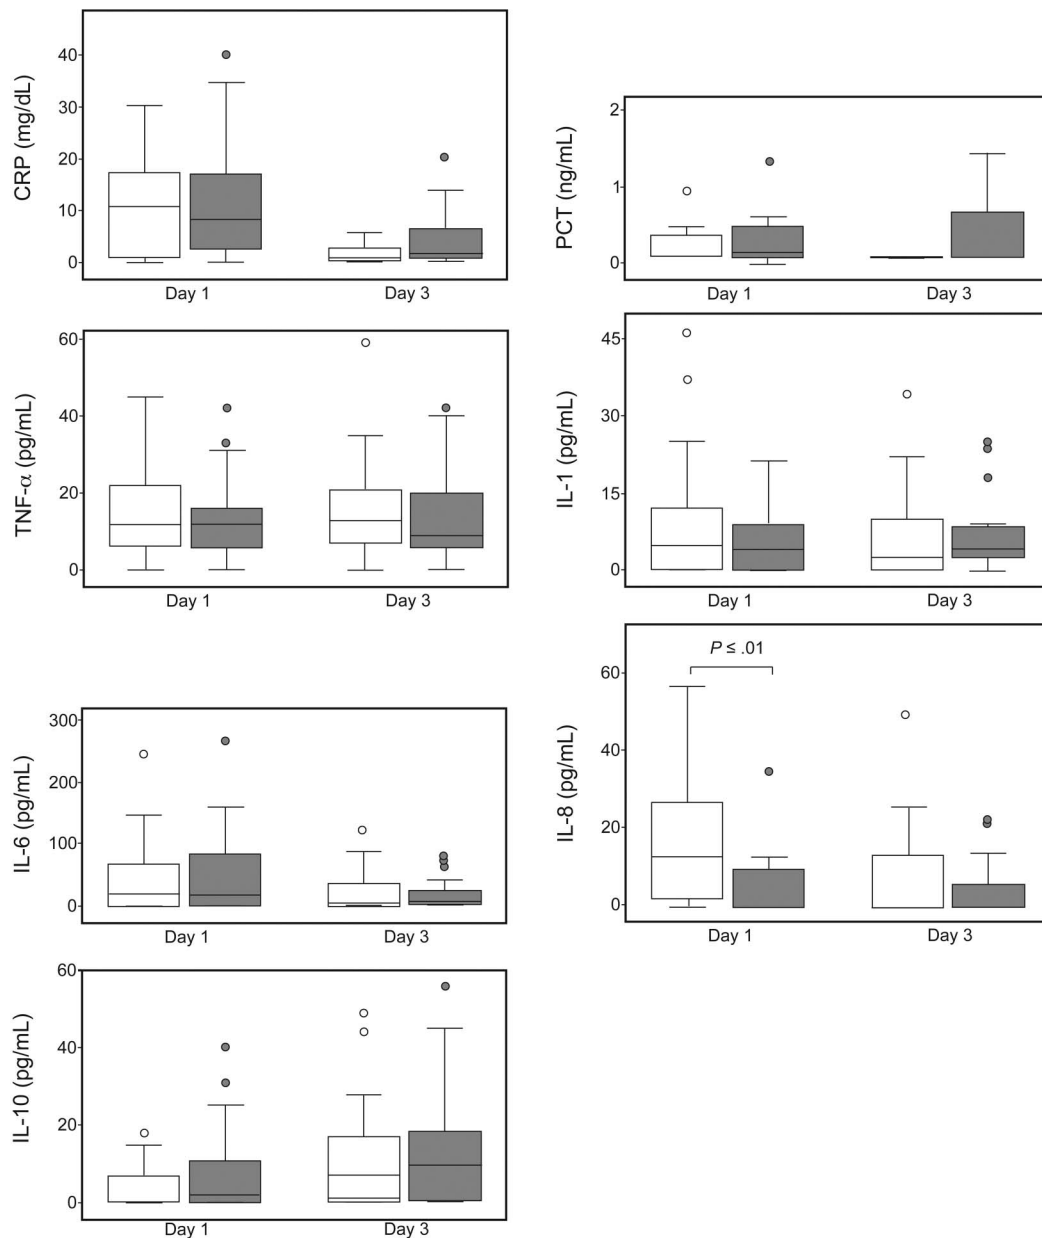 CRP (mg/dL)
40
30
20
10
0
Day 1
Day 3
PCT (ng/mL)
2
1
0
Day 1
Day 3
TNF-α (pg/mL)
60
40
20
0
Day 1
Day 3
IL-1 (pg/mL)
45
30
15
0
Day 1
Day 3
IL-6 (pg/mL)
300
200
100
0
Day 1
Day 3
IL-8 (pg/mL)
P ≤ .01
60
40
20
0
Day 1
Day 3
IL-10 (pg/mL)
60
40
20
0
Day 1
Day 3